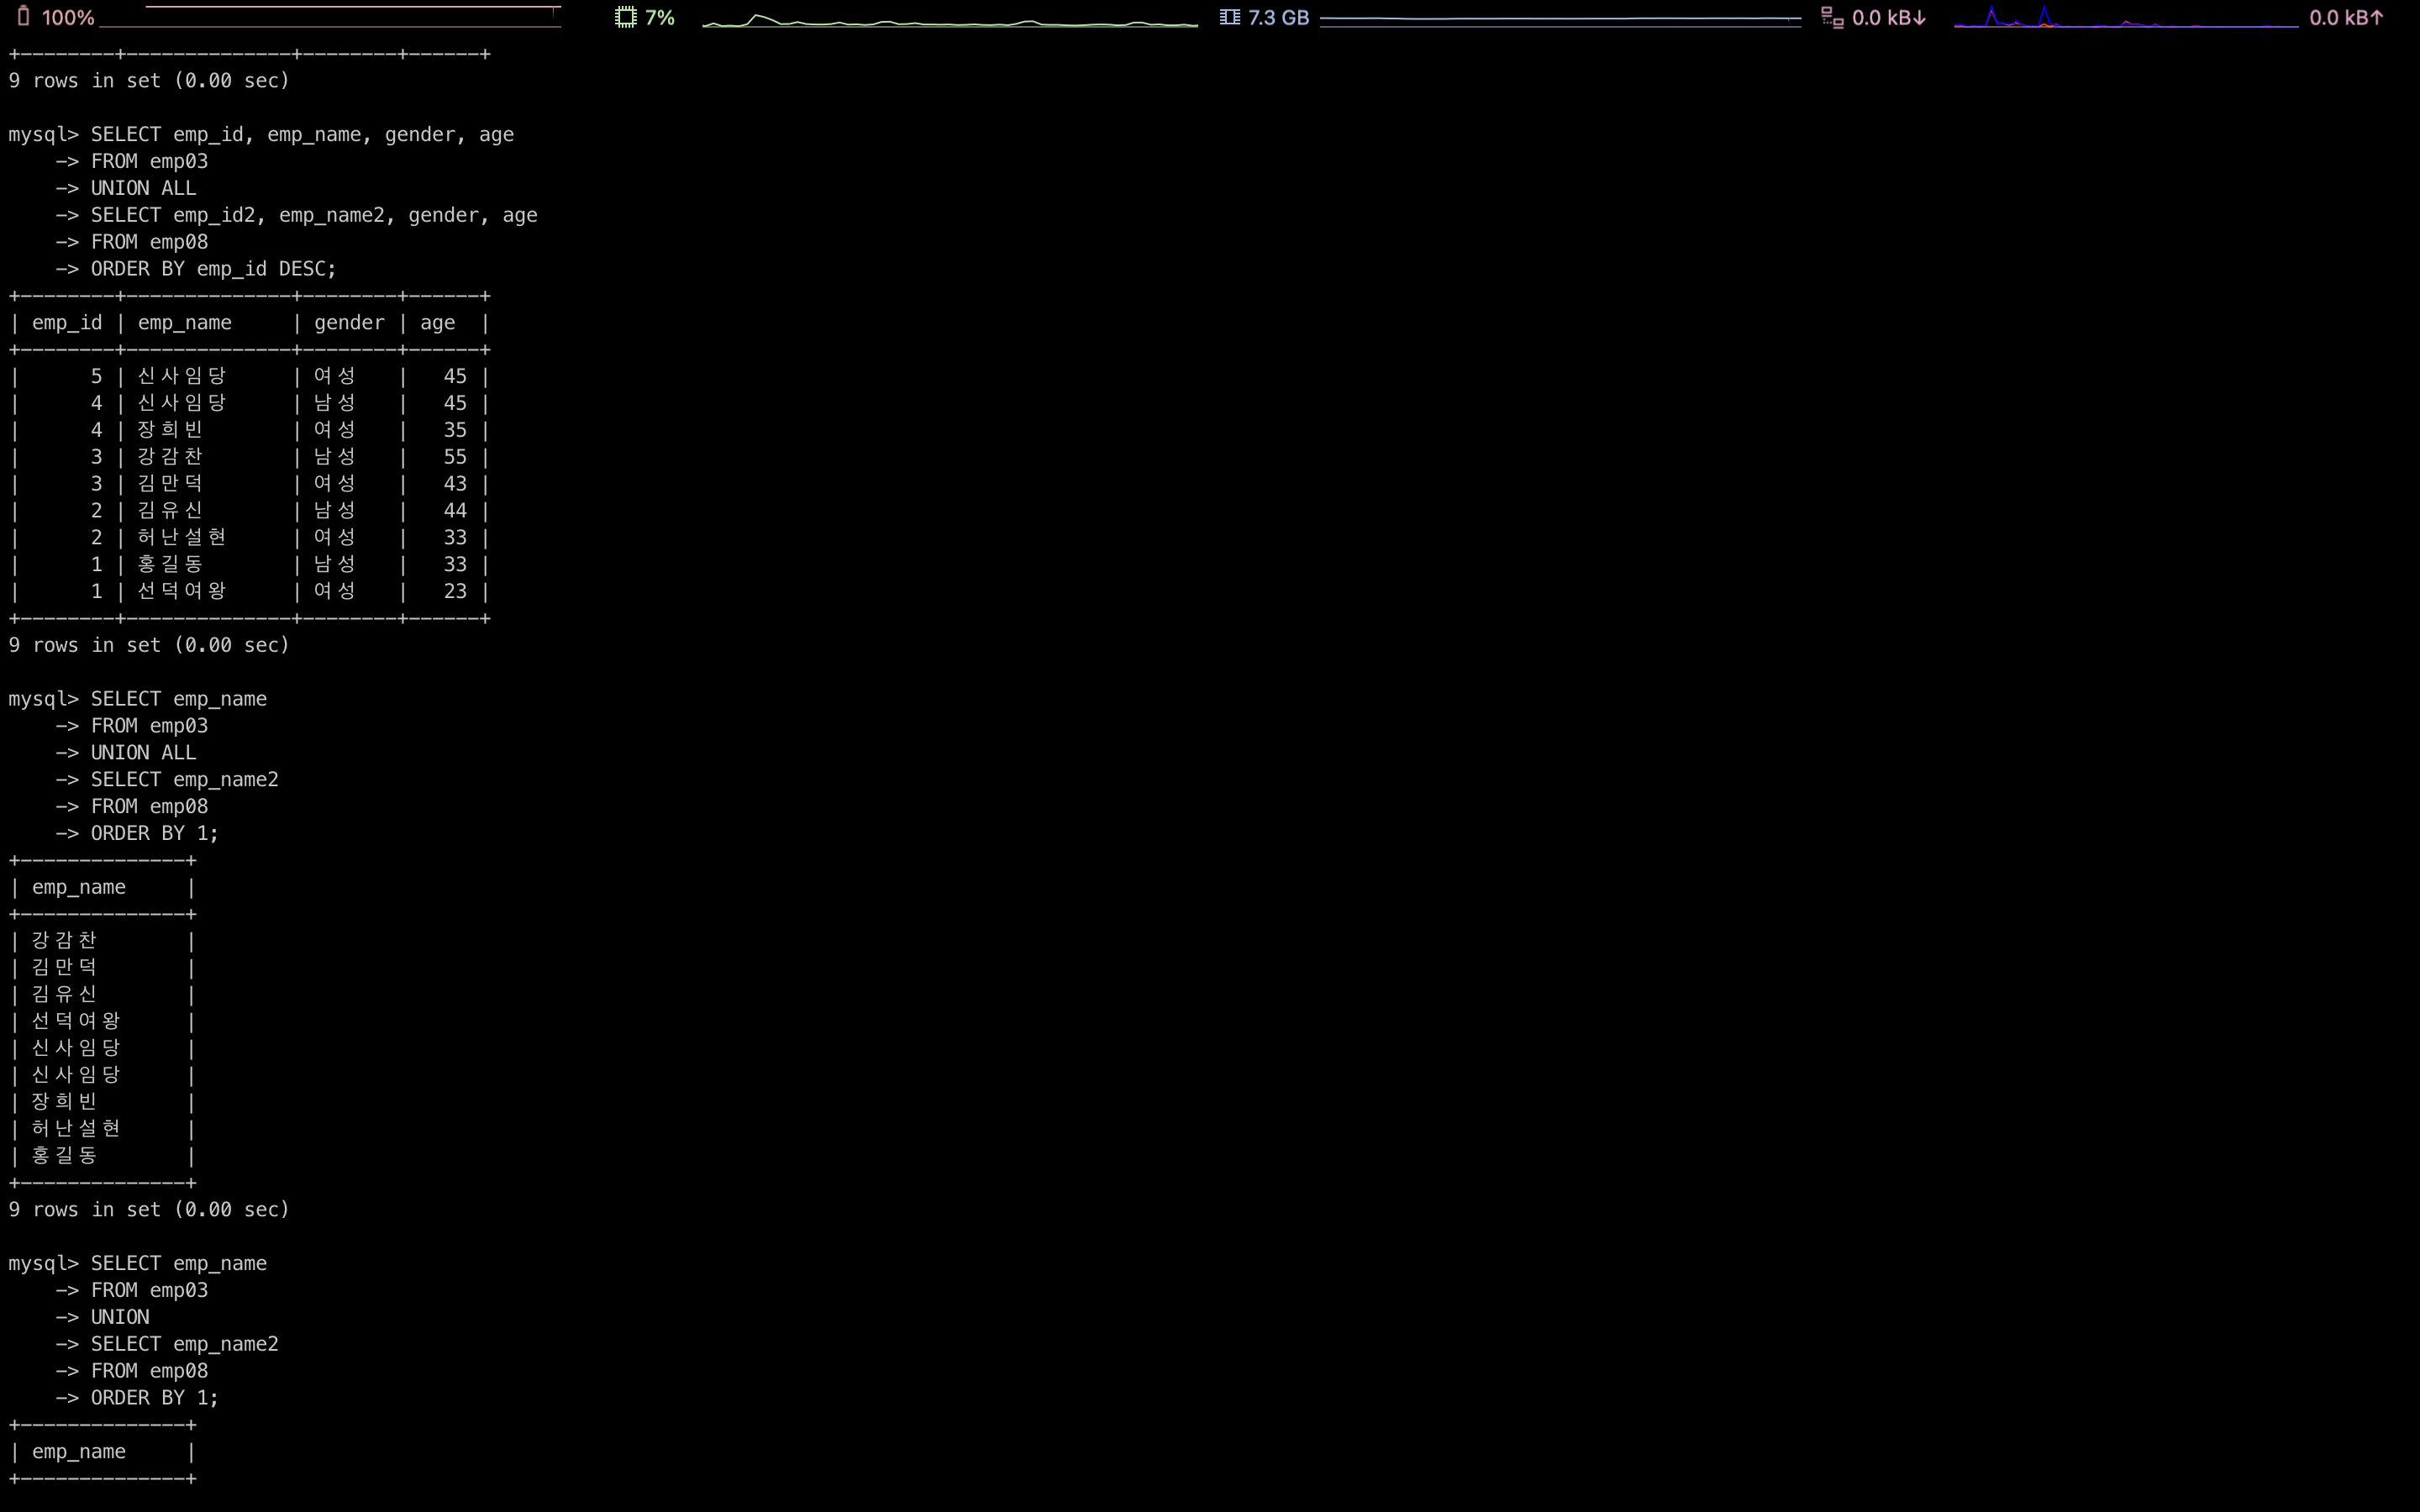 100% 7% 7.3 GB 0.0 kB↓ 0.0 kB↑
+--------+--------------+--------+------+
9 rows in set (0.00 sec)

mysql> SELECT emp_id, emp_name, gender, age
    -> FROM emp03
    -> UNION ALL
    -> SELECT emp_id2, emp_name2, gender, age
    -> FROM emp08
    -> ORDER BY emp_id DESC;
+--------+--------------+--------+------+
| emp_id | emp_name     | gender | age  |
+--------+--------------+--------+------+
|      5 | 신사임당      | 여성   |   45 |
|      4 | 신사임당      | 남성   |   45 |
|      4 | 장희빈        | 여성   |   35 |
|      3 | 강감찬        | 남성   |   55 |
|      3 | 김만덕        | 여성   |   43 |
|      2 | 김유신        | 남성   |   44 |
|      2 | 허난설현      | 여성   |   33 |
|      1 | 홍길동        | 남성   |   33 |
|      1 | 선덕여왕      | 여성   |   23 |
+--------+--------------+--------+------+
9 rows in set (0.00 sec)

mysql> SELECT emp_name
    -> FROM emp03
    -> UNION ALL
    -> SELECT emp_name2
    -> FROM emp08
    -> ORDER BY 1;
+--------------+
| emp_name     |
+--------------+
| 강감찬        |
| 김만덕        |
| 김유신        |
| 선덕여왕      |
| 신사임당      |
| 신사임당      |
| 장희빈        |
| 허난설현      |
| 홍길동        |
+--------------+
9 rows in set (0.00 sec)

mysql> SELECT emp_name
    -> FROM emp03
    -> UNION
    -> SELECT emp_name2
    -> FROM emp08
    -> ORDER BY 1;
+--------------+
| emp_name     |
+--------------+